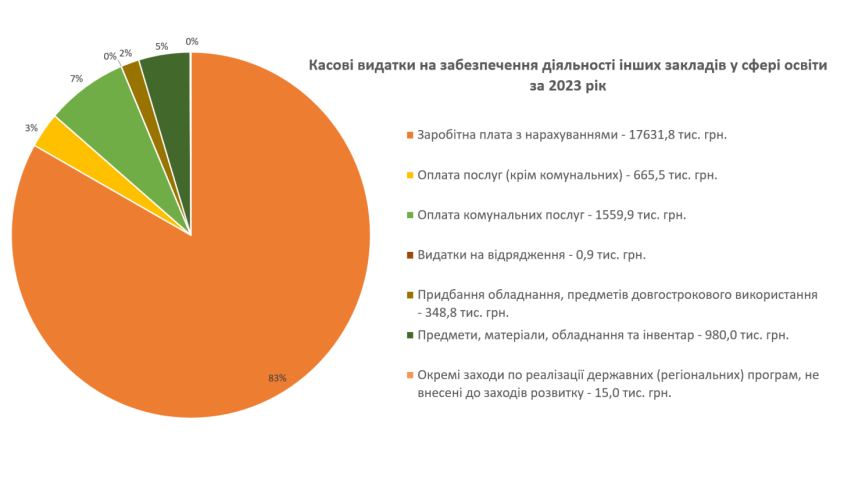 0%
5%
2%
0%
7%
3%
83%
Касові видатки на забезпечення діяльності інших закладів у сфері освіти
за 2023 рік
Заробітна плата з нарахуваннями - 17631,8 тис. грн.
Оплата послуг (крім комунальних) - 665,5 тис. грн.
Оплата комунальних послуг - 1559,9 тис. грн.
Видатки на відрядження - 0,9 тис. грн.
Придбання обладнання, предметів довгострокового використання
- 348,8 тис. грн.
Предмети, матеріали, обладнання та інвентар - 980,0 тис. грн.
Окремі заходи по реалізації державних (регіональних) програм, не
внесені до заходів розвитку - 15,0 тис. грн.